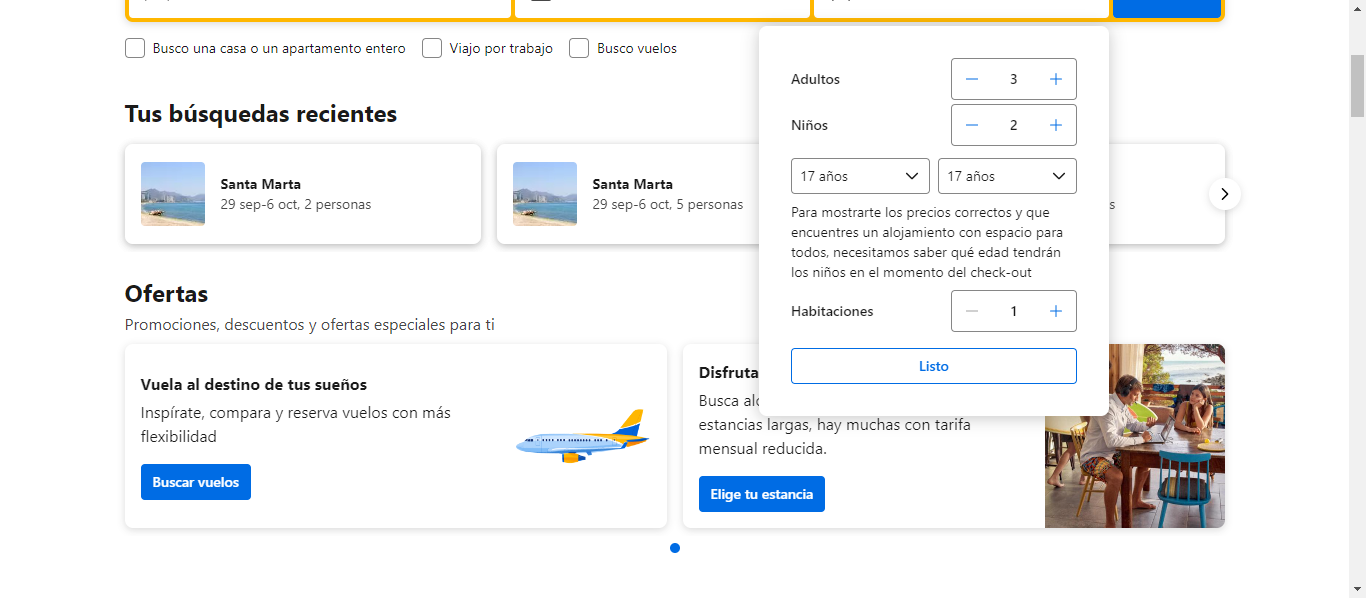 Busco una casa o un apartamento entero
Viajo por trabajo
Busco vuelos
Adultos
3
Niños
2
17 años
17 años
Para mostrarte los precios correctos y que
encuentres un alojamiento con espacio para
todos, necesitamos saber qué edad tendrán
los niños en el momento del check-out
Habitaciones
1
Listo
Tus búsquedas recientes
Santa Marta
29 sep-6 oct, 2 personas
Santa Marta
29 sep-6 oct, 5 personas
Ofertas
Promociones, descuentos y ofertas especiales para ti
Vuela al destino de tus sueños
Inspírate, compara y reserva vuelos con más
flexibilidad
Buscar vuelos
Disfruta
Busca
estancias largas, hay muchas con tarifa
mensual reducida.
Elige tu estancia